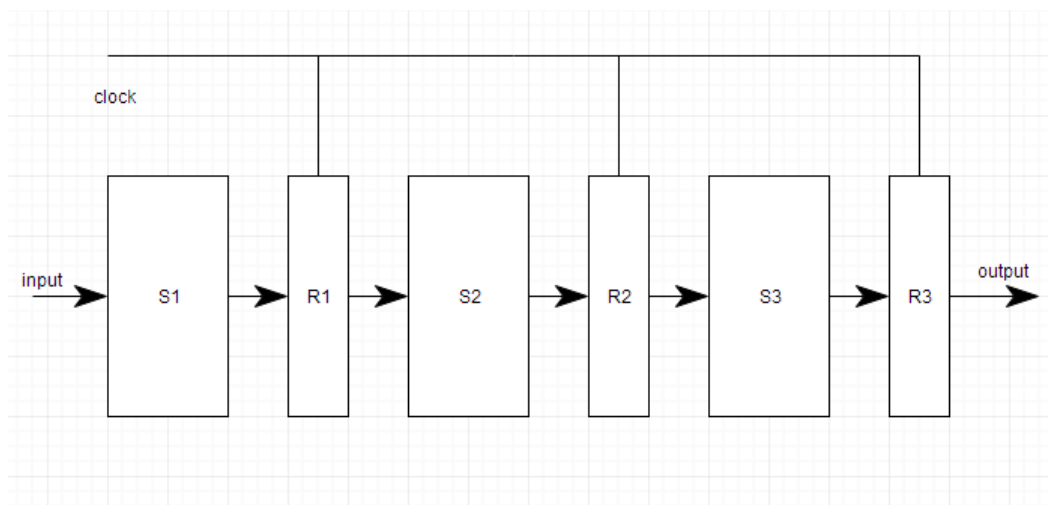 clock
input
S1
R1
S2
R2
S3
R3
output